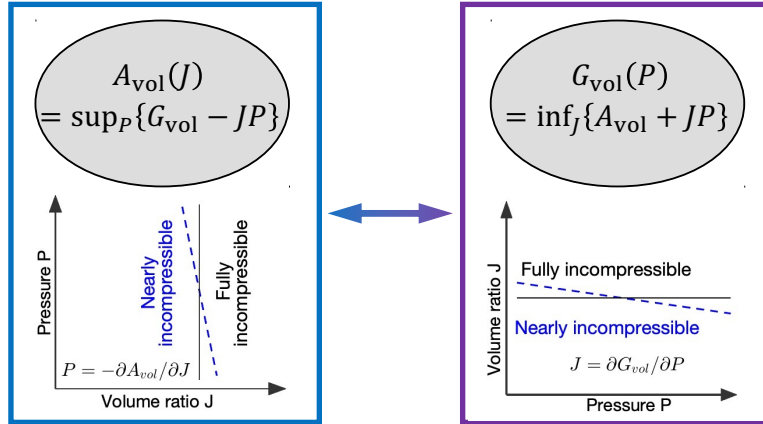 A_vol(J)
= sup_P{G_vol − JP}
Pressure P
Nearly
incompressible
Fully
incompressible
P = −∂A_vol/∂J
Volume ratio J
G_vol(P)
= inf_J{A_vol + JP}
Volume ratio J
Fully incompressible
Nearly incompressible
J = ∂G_vol/∂P
Pressure P